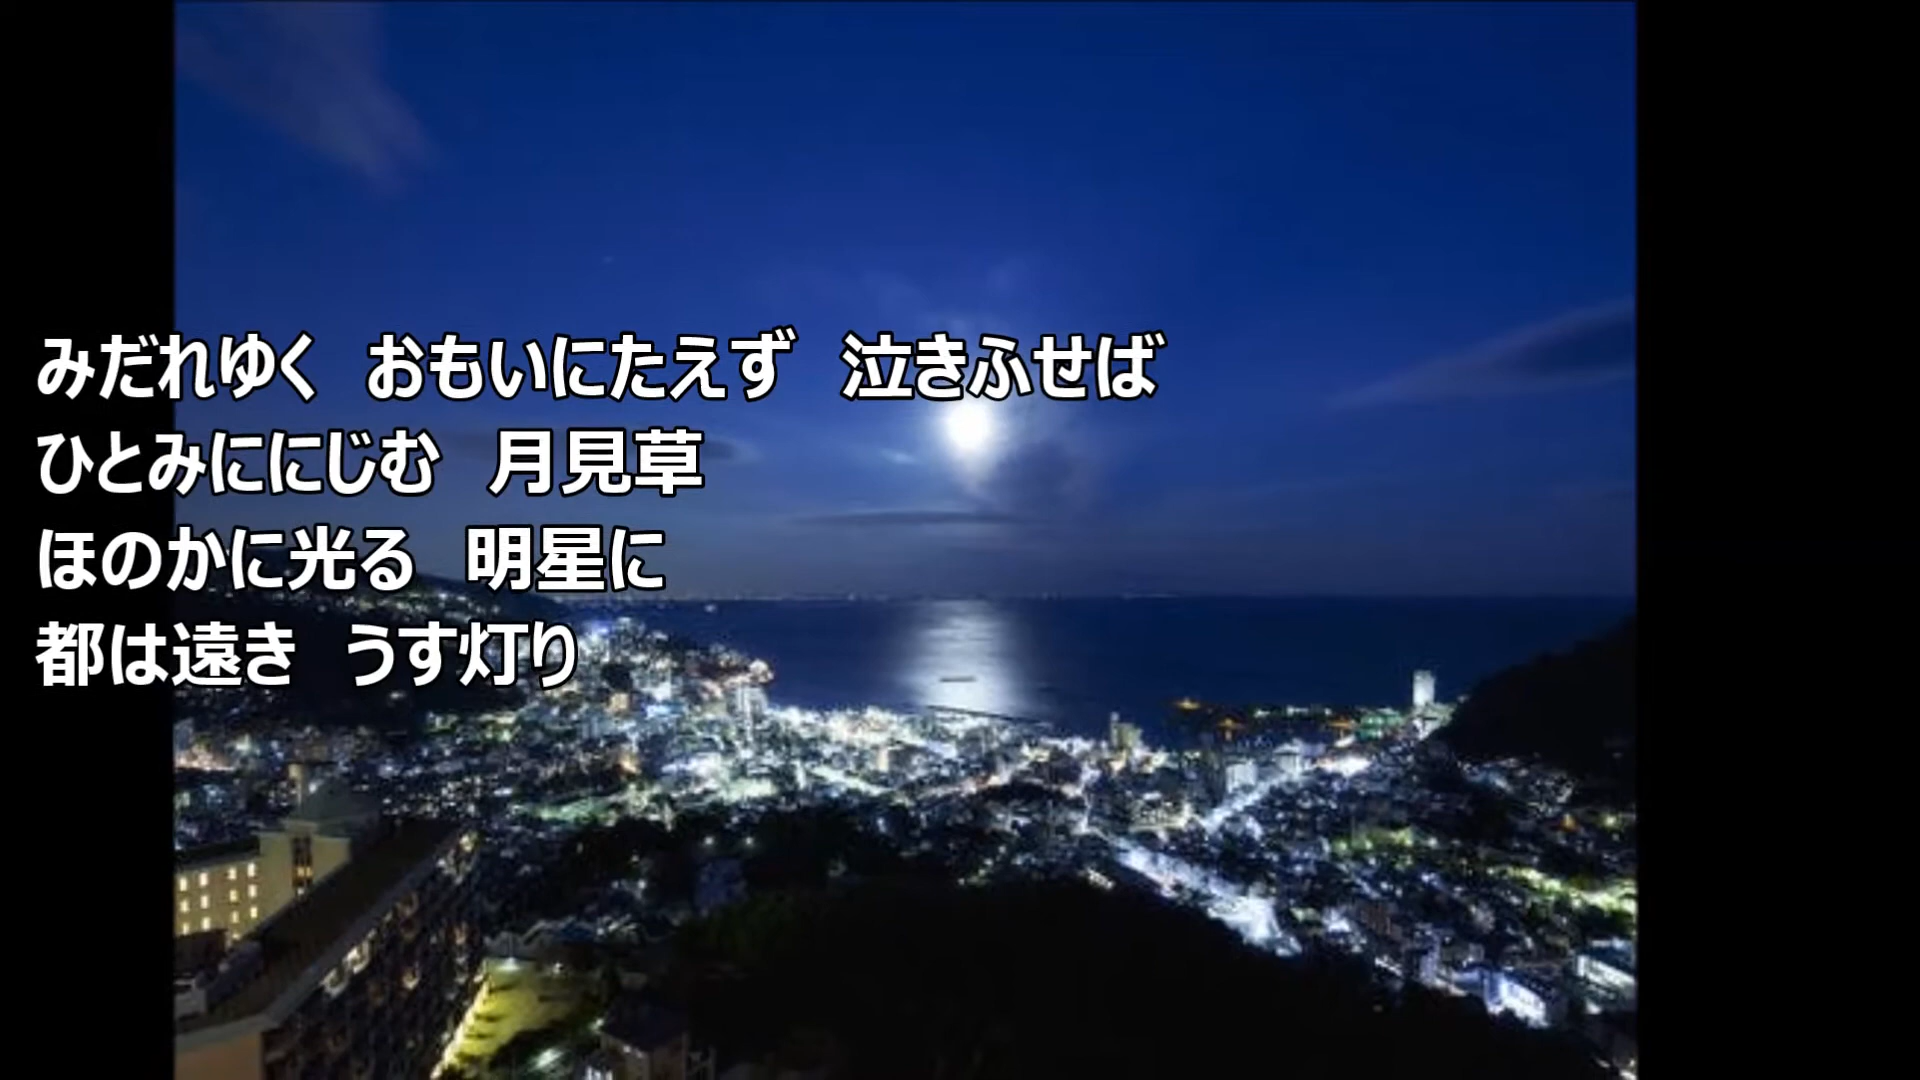 みだれゆく　おもいにたえず　泣きふせば
ひとみににじむ　月見草
ほのかに光る　明星に
都は遠き　うす灯り